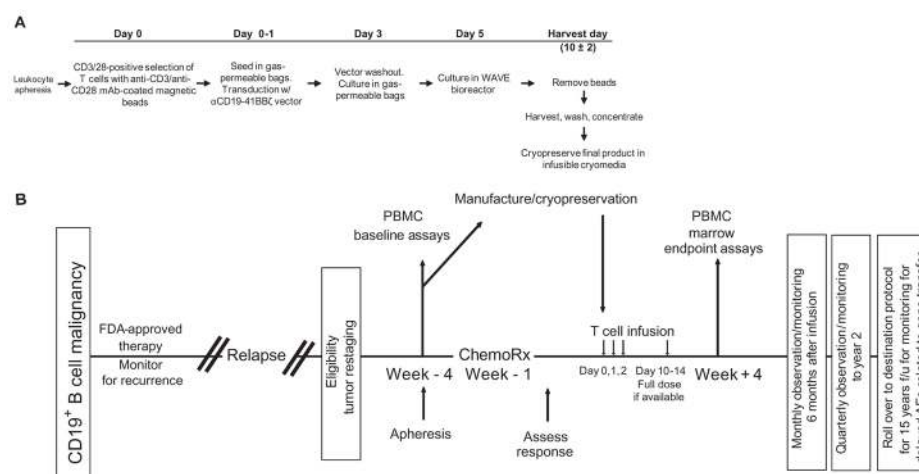 A
Day 0
Day 0-1
Day 3
Day 5
Harvest day
(10 ± 2)
Leukocyte
apheresis
CD3/28-positive selection of
T cells with anti-CD3/anti-
CD28 mAb-coated magnetic
beads
Seed in gas-
permeable bags.
Transduction w/
αCD19-41BBζ vector
Vector washout.
Culture in gas-
permeable bags
Culture in WAVE
bioreactor
Remove beads
Harvest, wash, concentrate
Cryopreserve final product in
infusible cryomedia
B
CD19+ B cell malignancy
FDA-approved
therapy
Monitor
for recurrence
Relapse
Eligibility
tumor restaging
PBMC
baseline assays
Manufacture/cryopreservation
Week - 4
Apheresis
ChemoRx
Week - 1
Assess
response
T cell infusion
Day 0,1, 2
Day 10-14
Full dose
if available
PBMC
marrow
endpoint assays
Week + 4
Monthly observation/monitoring
6 months after infusion
Quarterly observation/monitoring
to year 2
Roll over to destination protocol
for 15 years f/u for monitoring for